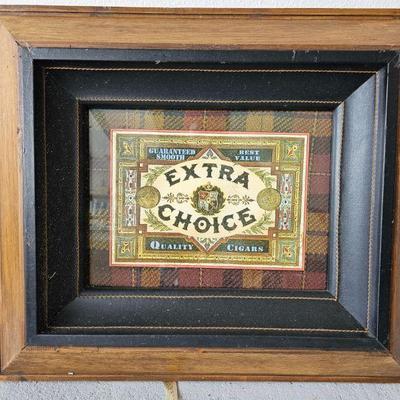 GUARANTEED SMOOTH
BEST VALUE
EXTRA
CHOICE
QUALITY CIGARS